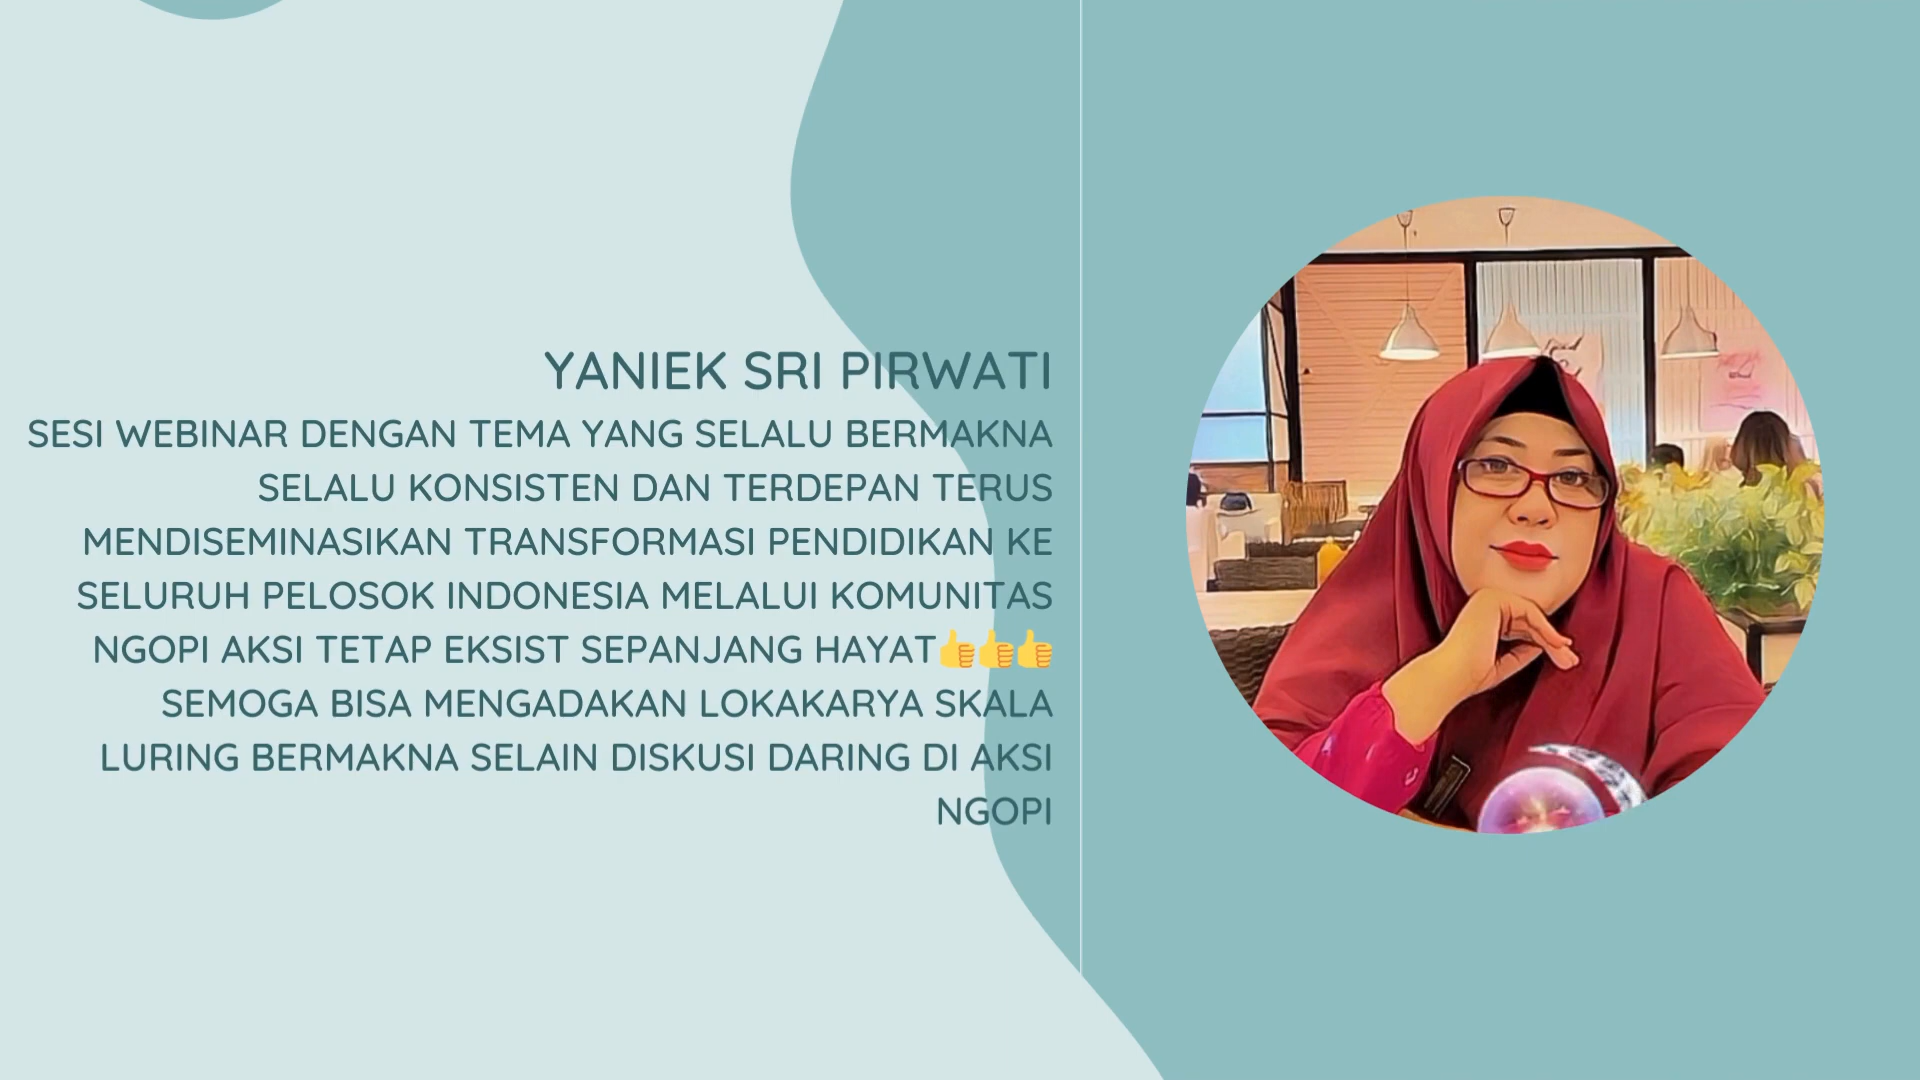 YANIEK SRI PIRWATI
SESI WEBINAR DENGAN TEMA YANG SELALU BERMAKNA
SELALU KONSISTEN DAN TERDEPAN TERUS
MENDISEMINASIKAN TRANSFORMASI PENDIDIKAN KE
SELURUH PELOSOK INDONESIA MELALUI KOMUNITAS
NGOPI AKSI TETAP EKSIST SEPANJANG HAYAT👍👍👍
SEMOGA BISA MENGADAKAN LOKAKARYA SKALA
LURING BERMAKNA SELAIN DISKUSI DARING DI AKSI
NGOPI